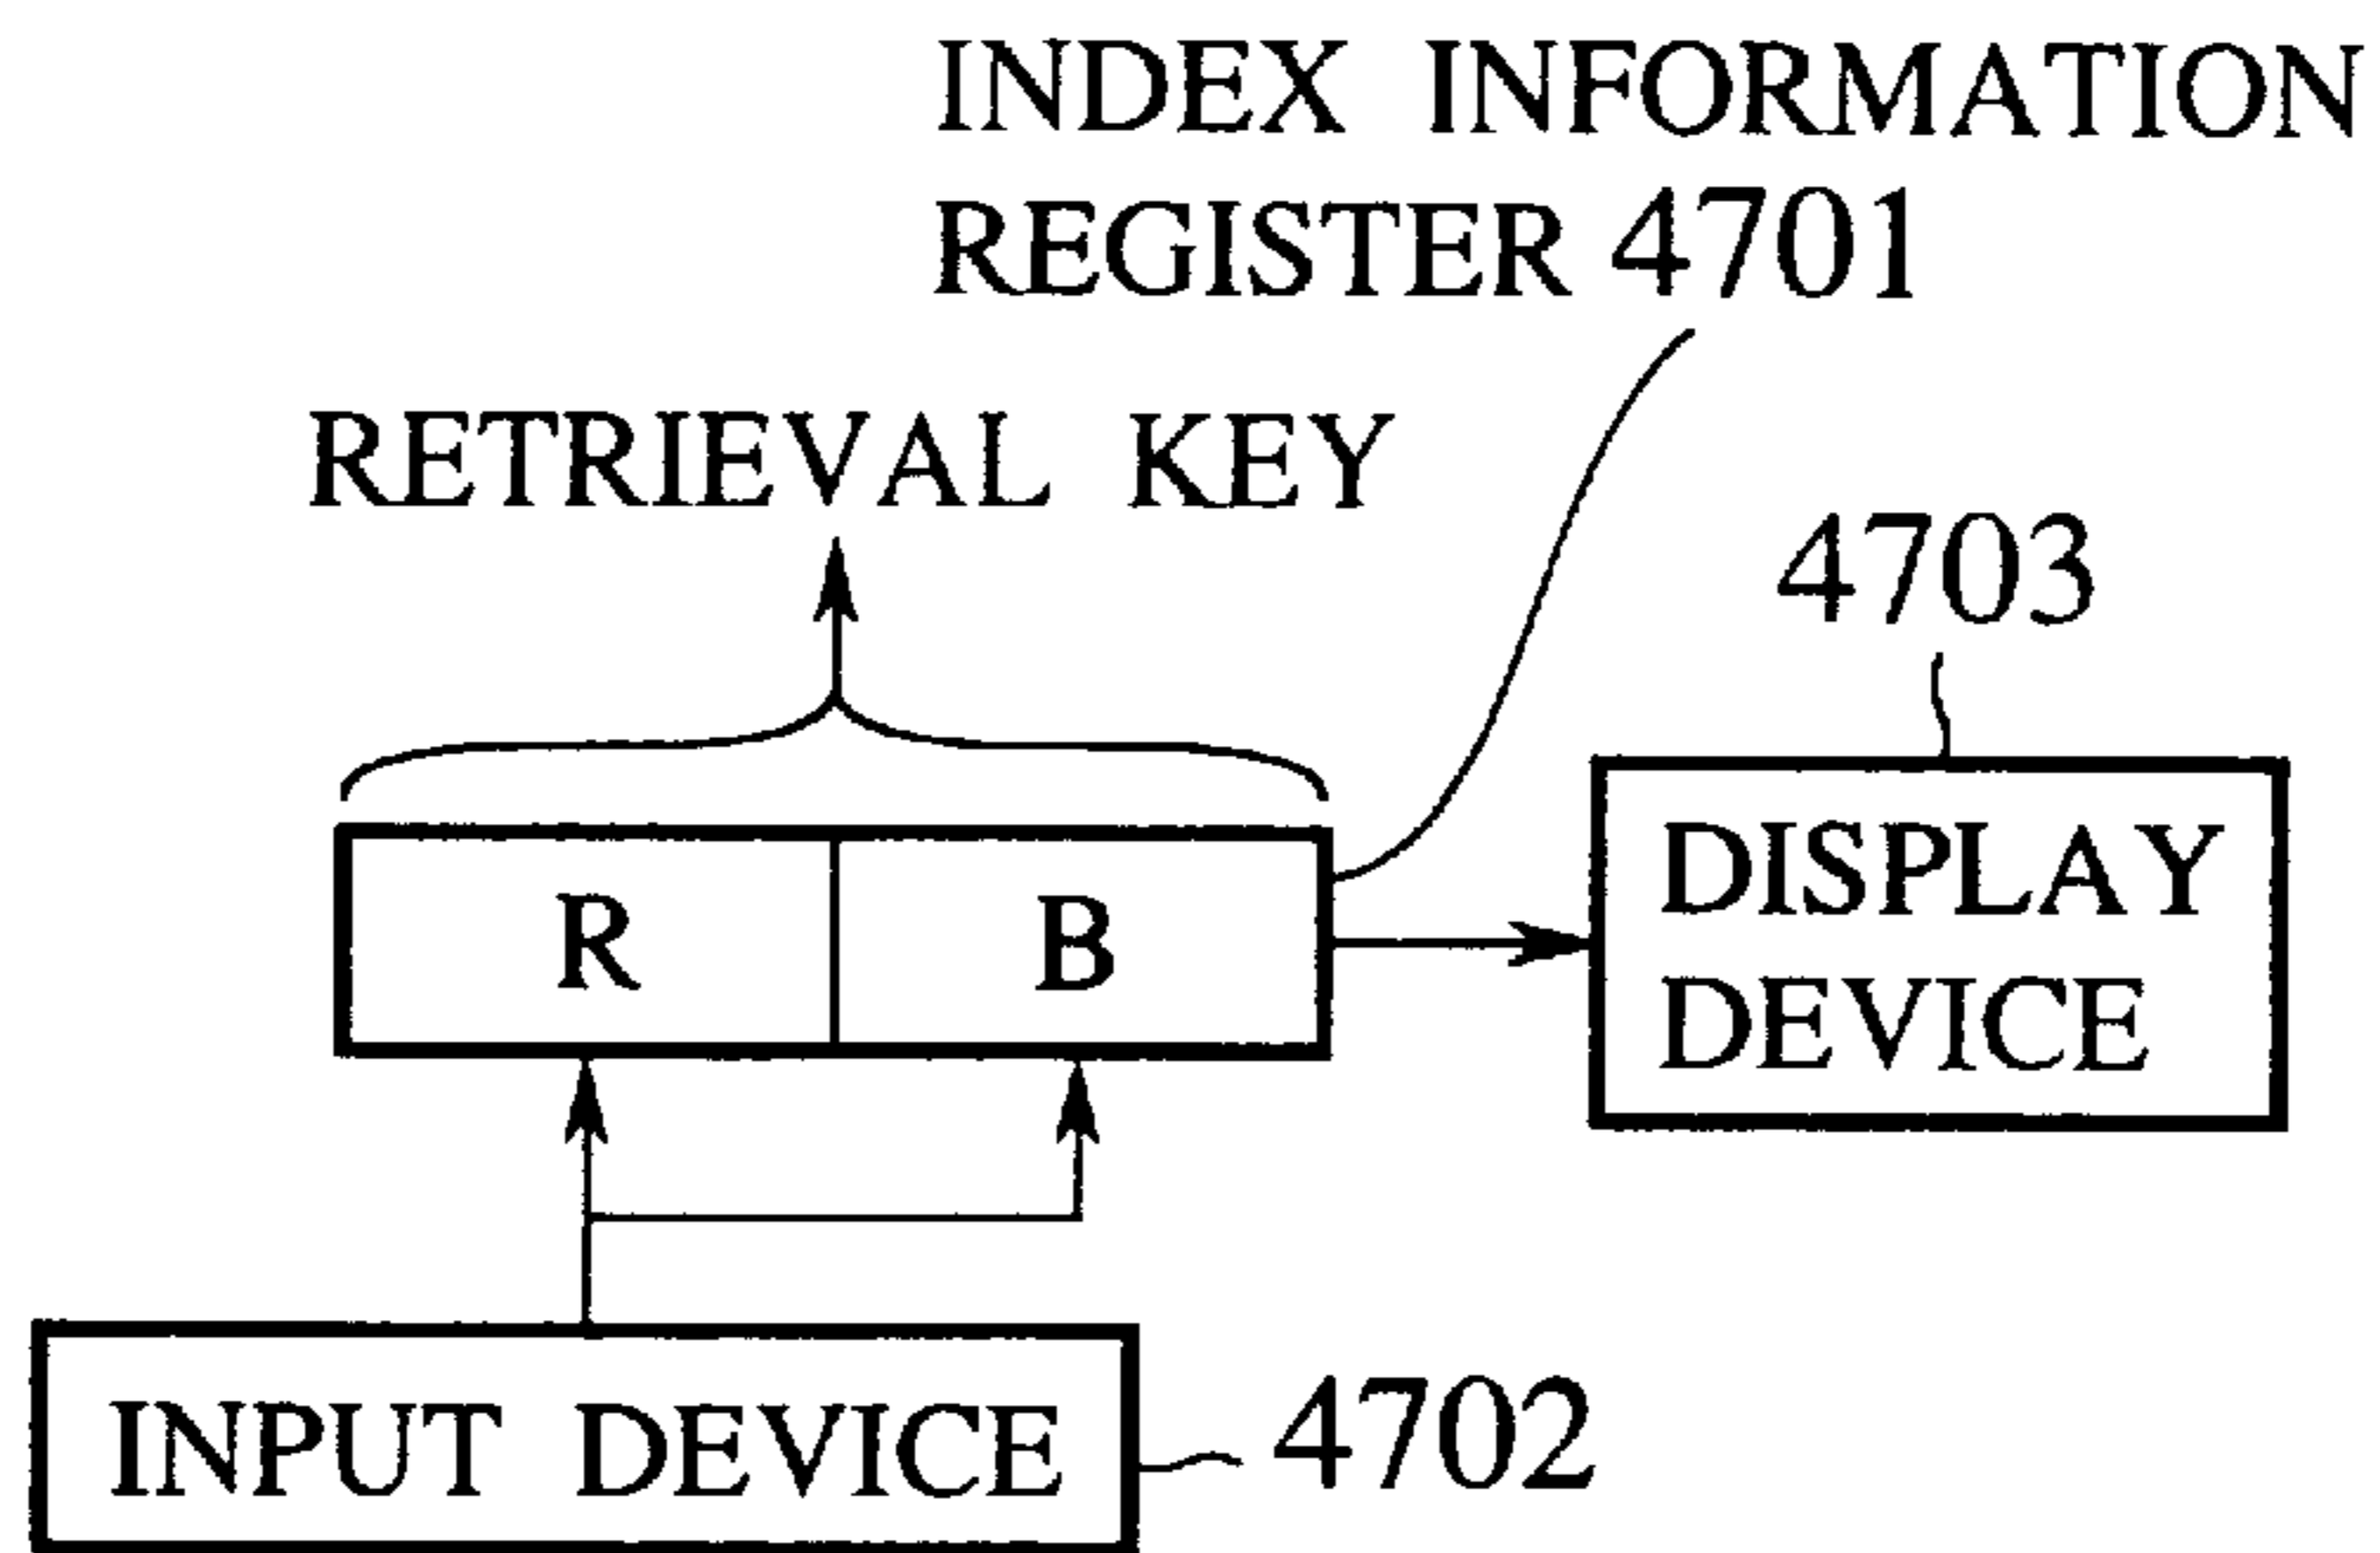 INDEX INFORMATION
REGISTER 4701
RETRIEVAL KEY
4703
R B
DISPLAY
DEVICE
INPUT DEVICE 4702